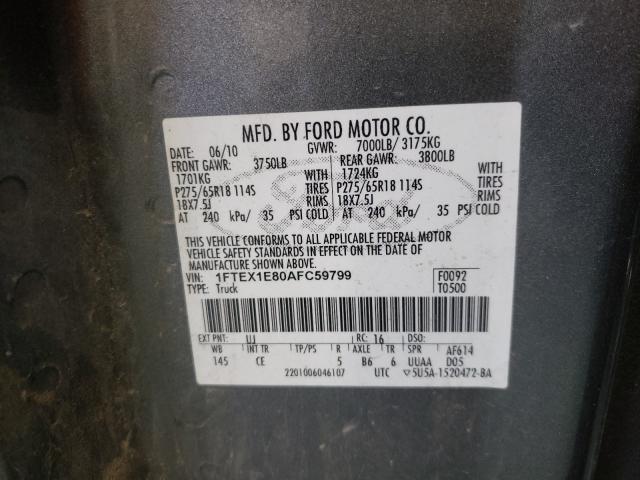 MFD. BY FORD MOTOR CO.
DATE: 06/10 GVWR: 7000LB/ 3175KG
FRONT GAWR: 3750LB REAR GAWR: 3800LB
1701KG WITH 1724KG WITH
P275/65R18 114S TIRES P275/65R18 114S TIRES
18X7.5J RIMS 18X7.5J RIMS
AT 240 kPa/ 35 PSI COLD AT 240 kPa/ 35 PSI COLD
THIS VEHICLE CONFORMS TO ALL APPLICABLE FEDERAL MOTOR
VEHICLE SAFETY STANDARDS IN EFFECT ON THE DATE OF
MANUFACTURE SHOWN ABOVE.
VIN: 1FTEX1E80AFC59799 F0092
TYPE: Truck T0500
EXT PNT: UJ RC: 16 DSO:
WB INT TR TP/PS R AXLE TR SPR AF614
145 CE 5 B6 6 UUAA D05
2201006046107 UTC ▽5U5A-1520472-BA